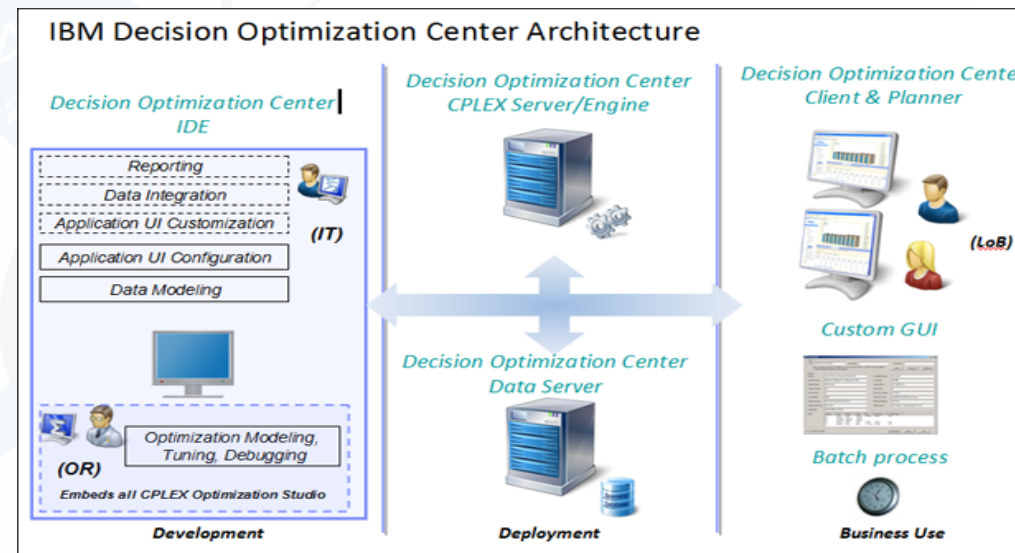 IBM Decision Optimization Center Architecture
Decision Optimization Center
IDE
Reporting
Data Integration
Application UI Customization
(IT)
Application UI Configuration
Data Modeling
(OR)
Optimization Modeling,
Tuning, Debugging
Embeds all CPLEX Optimization Studio
Development
Decision Optimization Center
CPLEX Server/Engine
Decision Optimization Center
Data Server
Deployment
Decision Optimization Cente
Client & Planner
(LoB)
Custom GUI
Batch process
Business Use